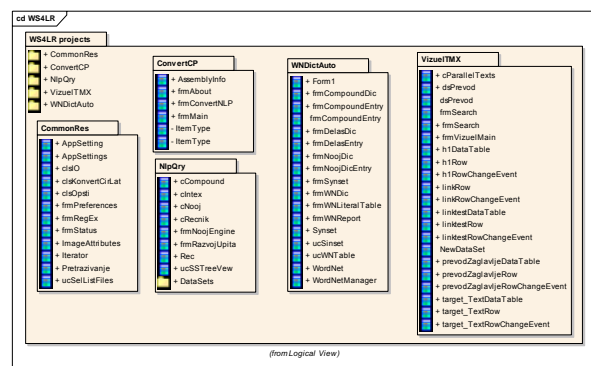 cd WS4LR
WS4LR projects
+ CommonRes
+ ConvertCP
+ NlpQry
+ VizuelTMX
+ WNDictAuto
CommonRes
+ AppSetting
+ AppSettings
+ clsIO
+ clsKonvertCirLat
+ clsOpsti
+ frmPreferences
+ frmRegEx
+ frmStatus
+ ImageAttributes
+ Iterator
+ Pretrazivanje
+ ucSelListFiles
ConvertCP
+ AssemblyInfo
+ frmAbout
+ frmConvertNLP
+ frmMain
- ItemType
- ItemType
NlpQry
+ cCompound
+ cIntex
+ cNooj
+ cRecnik
+ frmNoojEngine
+ frmRazvojUpita
+ Rec
+ ucSSTreeVew
+ DataSets
WNDictAuto
+ Form1
+ frmCompoundDic
+ frmCompoundEntry
frmCompoundEntry
+ frmDelasDic
+ frmDelasEntry
+ frmNoojDic
+ frmNoojDicEntry
+ frmSynset
+ frmWNDic
+ frmWNLiteralTable
+ frmWNReport
+ Synset
+ ucSinset
+ ucWNTable
+ WordNet
+ WordNetManager
VizuelTMX
+ cParallelTexts
+ dsPrevod
dsPrevod
frmSearch
+ frmSearch
+ frmVizuelMain
+ h1DataTable
+ h1Row
+ h1RowChangeEvent
+ linkRow
+ linkRowChangeEvent
+ linktestDataTable
+ linktestRow
+ linktestRowChangeEvent
NewDataSet
+ prevodZaglavljeDataTable
+ prevodZaglavljeRow
+ prevodZaglavljeRowChangeEvent
+ target_TextDataTable
+ target_TextRow
+ target_TextRowChangeEvent
(from Logical View)